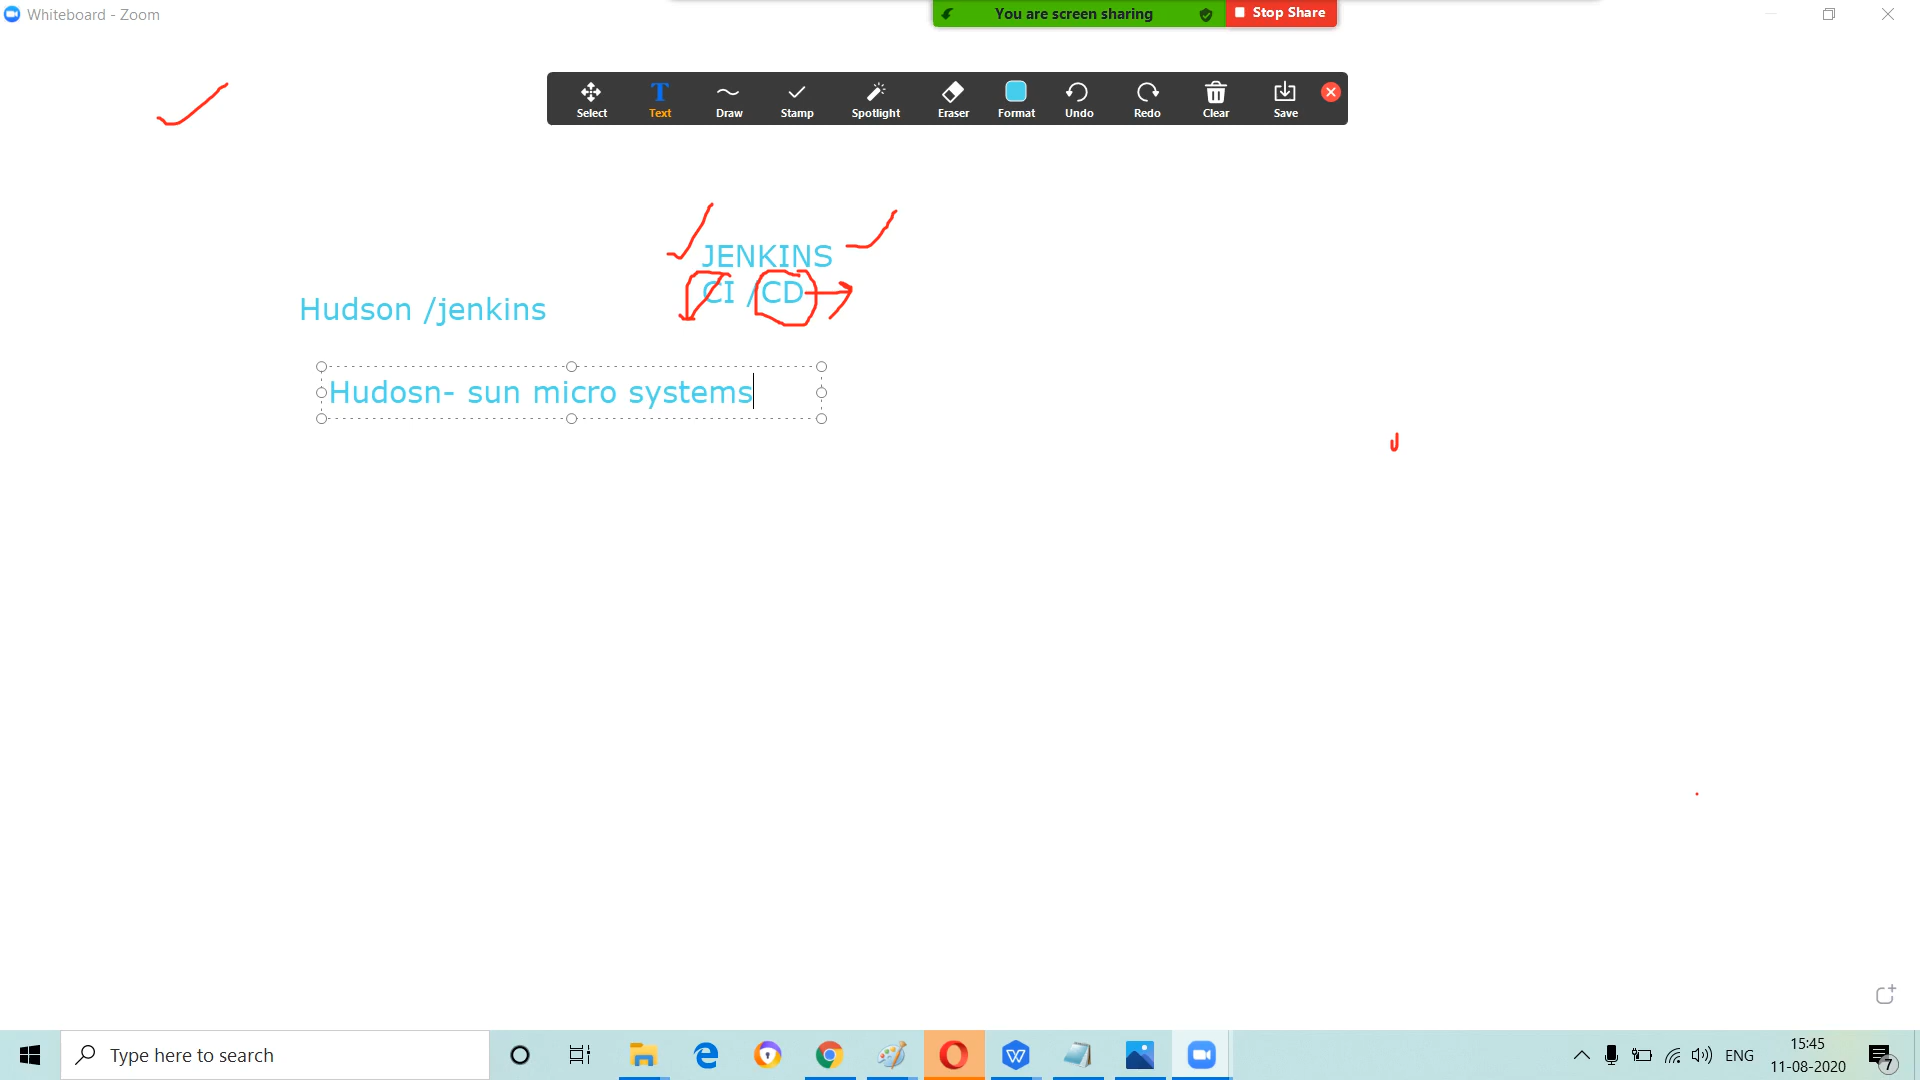 Whiteboard - Zoom
You are screen sharing
Stop Share
Select
Text
Draw
Stamp
Spotlight
Eraser
Format
Undo
Redo
Clear
Save
JENKINS
CI /CD
Hudson /jenkins
Hudosn- sun micro systems
Type here to search
ENG
15:45
11-08-2020
7